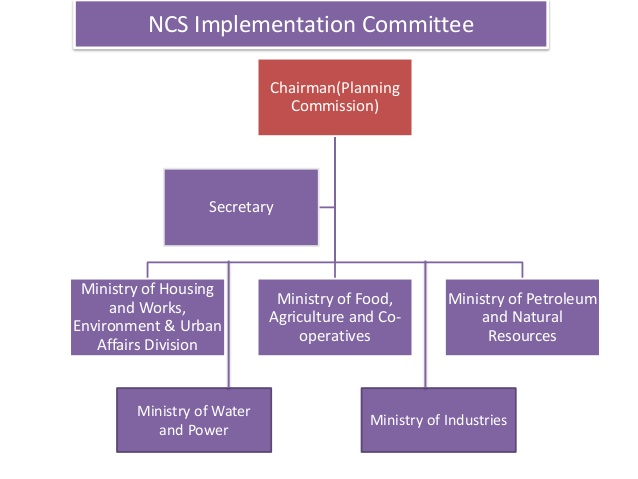 NCS Implementation Committee
Chairman(Planning
Commission)
Secretary
Ministry of Housing
and Works,
Environment & Urban
Affairs Division
Ministry of Food,
Agriculture and Co-
operatives
Ministry of Petroleum
and Natural
Resources
Ministry of Water
and Power
Ministry of Industries